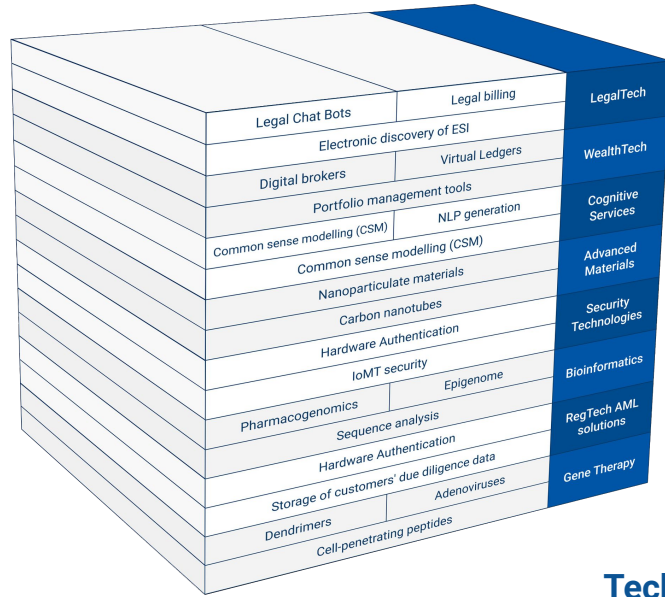 Legal Chat Bots
Legal billing
LegalTech
Electronic discovery of ESI
Digital brokers
Virtual Ledgers
WealthTech
Portfolio management tools
Common sense modelling (CSM)
NLP generation
Cognitive
Services
Common sense modelling (CSM)
Nanoparticulate materials
Advanced
Materials
Carbon nanotubes
Hardware Authentication
Security
Technologies
IoMT security
Pharmacogenomics
Epigenome
Bioinformatics
Sequence analysis
Hardware Authentication
RegTech AML
solutions
Storage of customers' due diligence data
Dendrimers
Adenoviruses
Gene Therapy
Cell-penetrating peptides
Tech